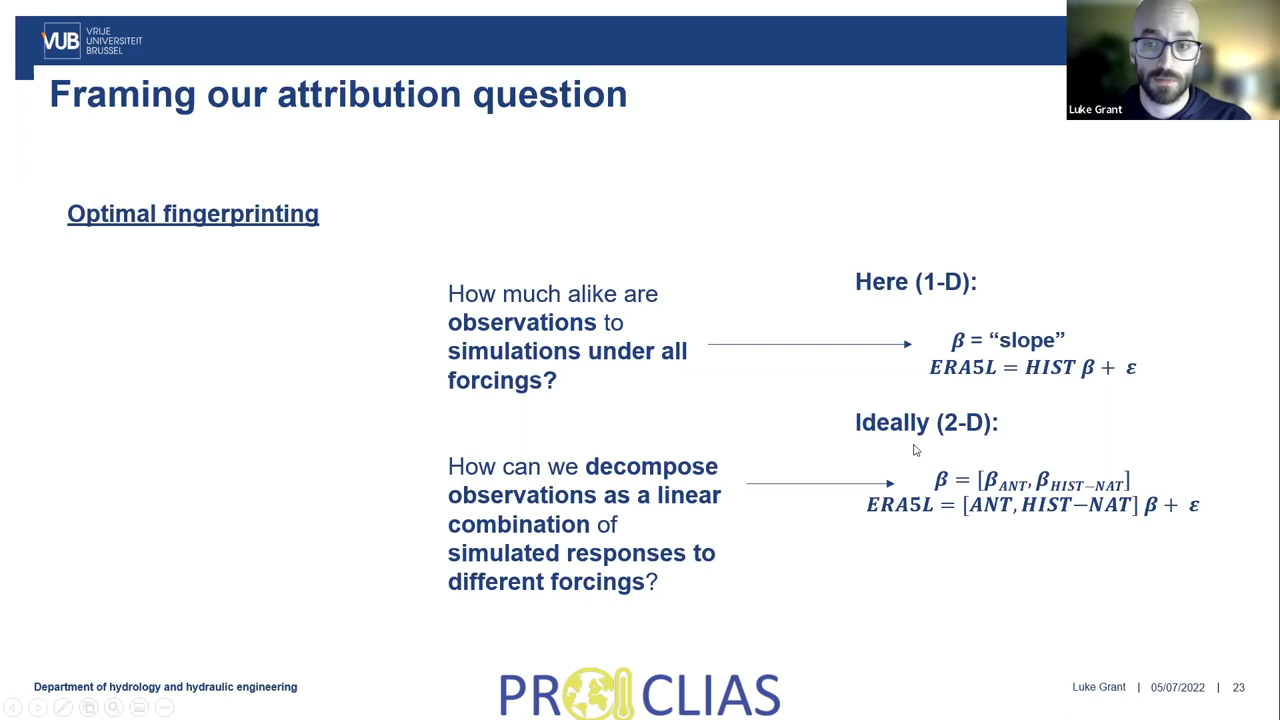 VUB
VRIJE
UNIVERSITEIT
BRUSSEL
Luke Grant
Framing our attribution question
Optimal fingerprinting
How much alike are
observations to
simulations under all
forcings?
Here (1-D):
β = “slope”
ERA5L = HIST β + ε
Ideally (2-D):
How can we decompose
observations as a linear
combination of
simulated responses to
different forcings?
β = [β_ANT, β_HIST−NAT]
ERA5L = [ANT, HIST−NAT] β + ε
Department of hydrology and hydraulic engineering
PROCLIAS
Luke Grant | 05/07/2022 | 23